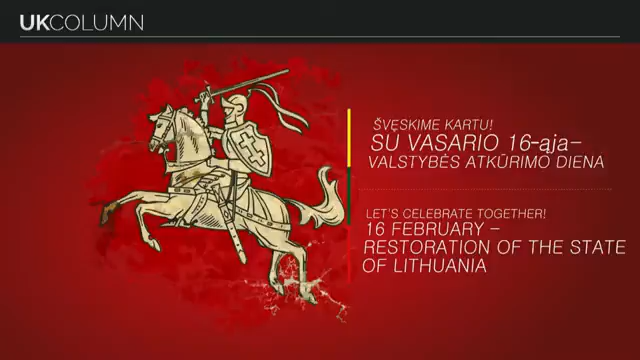 UKCOLUMN
ŠVĘSKIME KARTU!
SU VASARIO 16-ąja–
VALSTYBĖS ATKŪRIMO DIENA
LET'S CELEBRATE TOGETHER!
16 FEBRUARY –
RESTORATION OF THE STATE
OF LITHUANIA